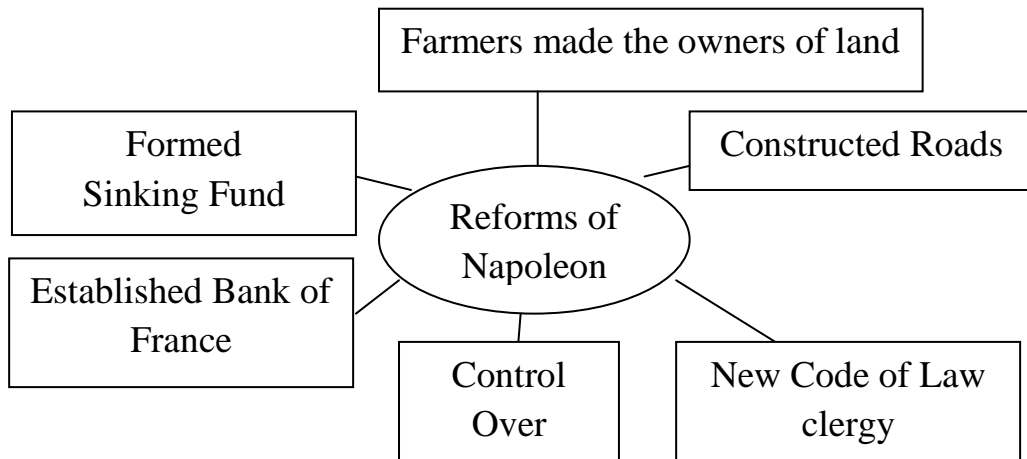 Farmers made the owners of land
Formed
Sinking Fund
Constructed Roads
Reforms of
Napoleon
Established Bank of
France
Control
Over
New Code of Law
clergy